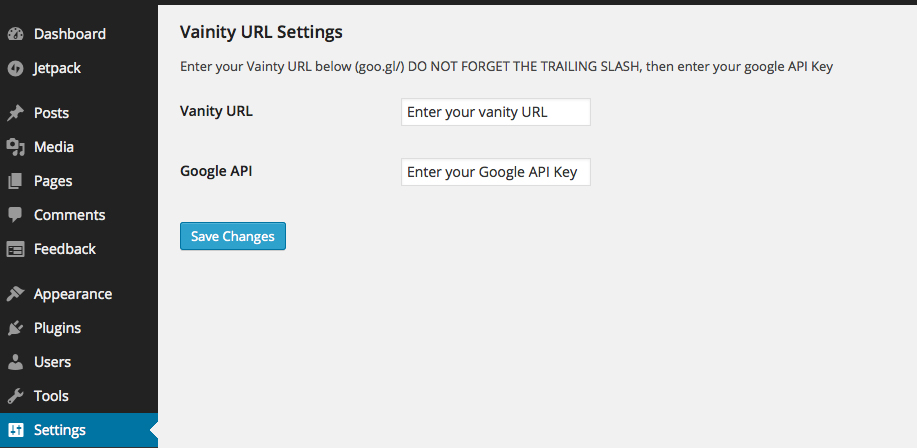 Dashboard
Jetpack
Posts
Media
Pages
Comments
Feedback
Appearance
Plugins
Users
Tools
Settings
Vainity URL Settings
Enter your Vainty URL below (goo.gl/) DO NOT FORGET THE TRAILING SLASH, then enter your google API Key
Vanity URL
Enter your vanity URL
Google API
Enter your Google API Key
Save Changes